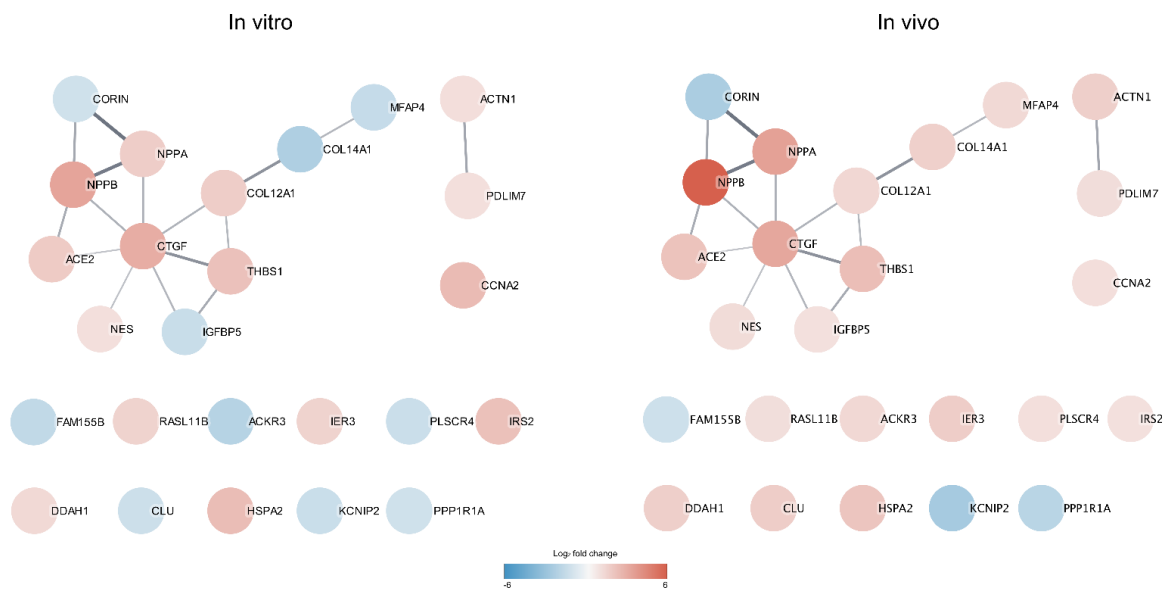 In vitro
In vivo
CORIN
MFAP4
ACTN1
NPPA
COL14A1
NPPB
COL12A1
PDLIM7
CTGF
ACE2
THBS1
CCNA2
NES
IGFBP5
FAM155B
RASL11B
ACKR3
IER3
PLSCR4
IRS2
DDAH1
CLU
HSPA2
KCNIP2
PPP1R1A
CORIN
MFAP4
ACTN1
NPPA
COL14A1
NPPB
COL12A1
PDLIM7
CTGF
ACE2
THBS1
CCNA2
NES
IGFBP5
FAM155B
RASL11B
ACKR3
IER3
PLSCR4
IRS2
DDAH1
CLU
HSPA2
KCNIP2
PPP1R1A
Log₂ fold change
-6 6